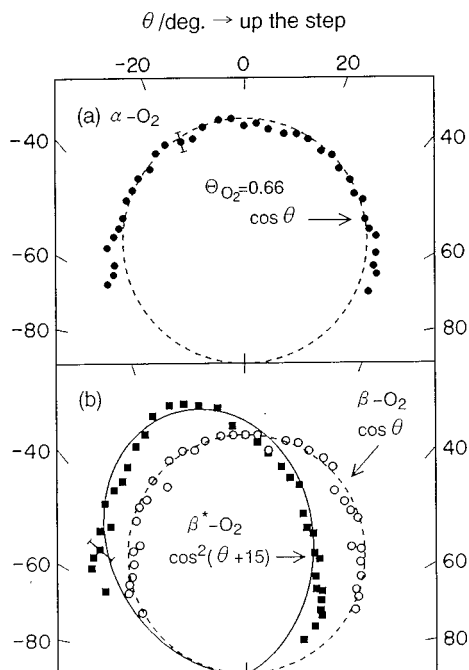 θ/deg. → up the step
-20 0 20
(a) α-O₂
-40 40
Θ_O₂=0.66
cos θ →
-60 60
-80 80
(b)
β-O₂
cos θ
-40 40
β*-O₂
cos²(θ+15) →
-60 60
-80 80